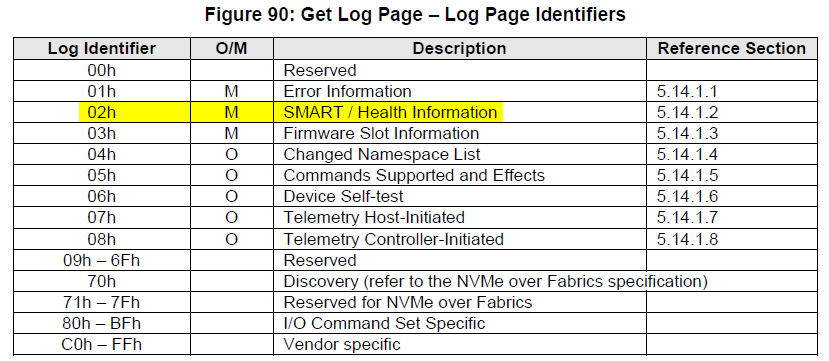 Figure 90: Get Log Page – Log Page Identifiers
Log Identifier O/M Description Reference Section
00h Reserved
01h M Error Information 5.14.1.1
02h M SMART / Health Information 5.14.1.2
03h M Firmware Slot Information 5.14.1.3
04h O Changed Namespace List 5.14.1.4
05h O Commands Supported and Effects 5.14.1.5
06h O Device Self-test 5.14.1.6
07h O Telemetry Host-Initiated 5.14.1.7
08h O Telemetry Controller-Initiated 5.14.1.8
09h – 6Fh Reserved
70h Discovery (refer to the NVMe over Fabrics specification)
71h – 7Fh Reserved for NVMe over Fabrics
80h – BFh I/O Command Set Specific
C0h – FFh Vendor specific